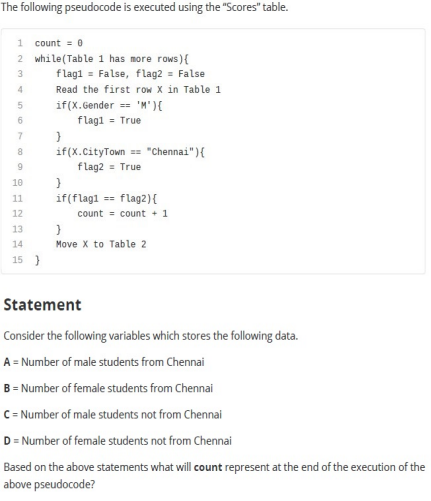 The following pseudocode is executed using the "Scores" table.
1 count = 0
2 while(Table 1 has more rows){
3 flag1 = False, flag2 = False
4 Read the first row X in Table 1
5 if(X.Gender == 'M'){
6 flag1 = True
7 }
8 if(X.CityTown == "Chennai"){
9 flag2 = True
10 }
11 if(flag1 == flag2){
12 count = count + 1
13 }
14 Move X to Table 2
15 }
Statement
Consider the following variables which stores the following data.
A = Number of male students from Chennai
B = Number of female students from Chennai
C = Number of male students not from Chennai
D = Number of female students not from Chennai
Based on the above statements what will count represent at the end of the execution of the
above pseudocode?